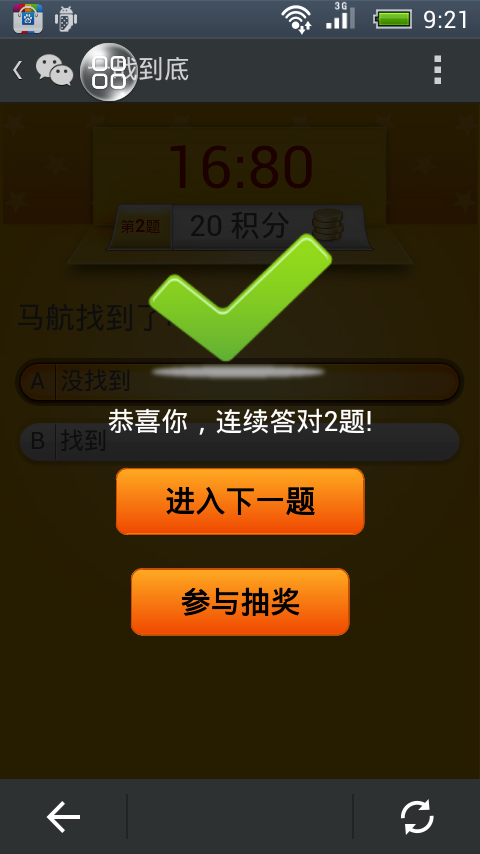 3G
9:21
找到底
16:80
第2题
20 积分
马航找到了
A 没找到
B 找到
恭喜你，连续答对2题!
进入下一题
参与抽奖